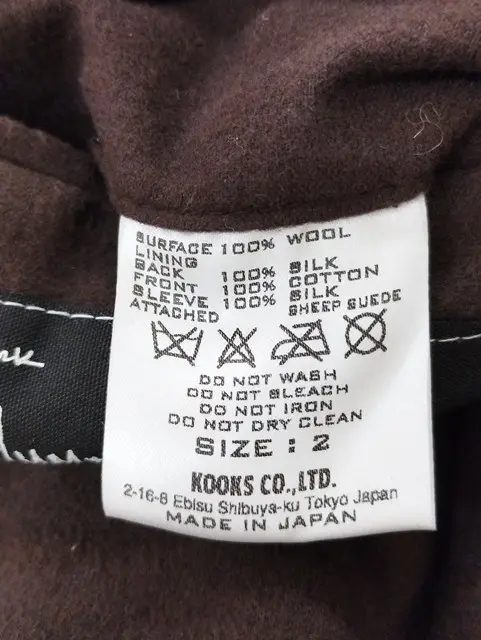 SURFACE 100% WOOL
LINING
BACK 100% SILK
FRONT 100% COTTON
SLEEVE 100% SILK
ATTACHED SHEEP SUEDE
DO NOT WASH
DO NOT BLEACH
DO NOT IRON
DO NOT DRY CLEAN
SIZE : 2
KOOKS CO.,LTD.
2-16-8 Ebisu Shibuya-ku Tokyo Japan
MADE IN JAPAN